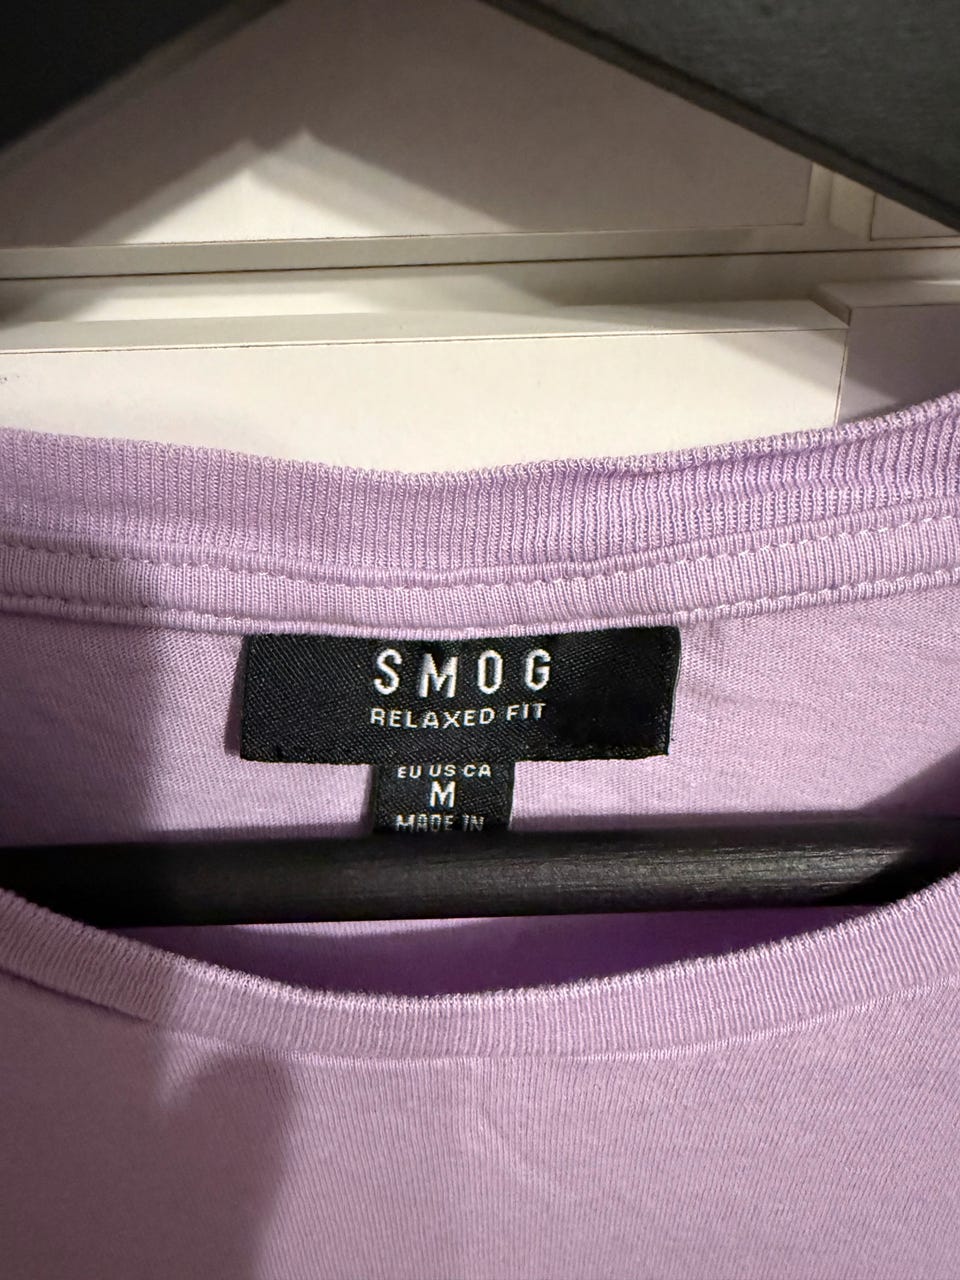 SMOG
RELAXED FIT
EU US CA
M
MADE IN